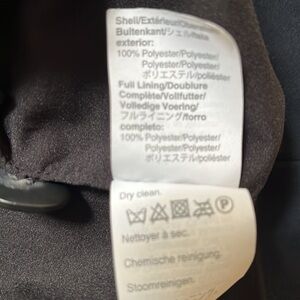 Shell/Extérieur/Oberstoff/
Buitenkant/シェル/Italia
exterior:
100% Polyester/Polyester/
Polyester/Polyester/
ポリエステル/poliéster
Full Lining/Doublure
Complète/Vollfutter/
Volledige Voering/
フルライニング/forro
completo:
100% Polyester/Polyester/
Polyester/Polyester/
ポリエステル/poliéster
Dry clean.
P
Nettoyer à sec.
Chemische reinigung.
Stoomreinigen.